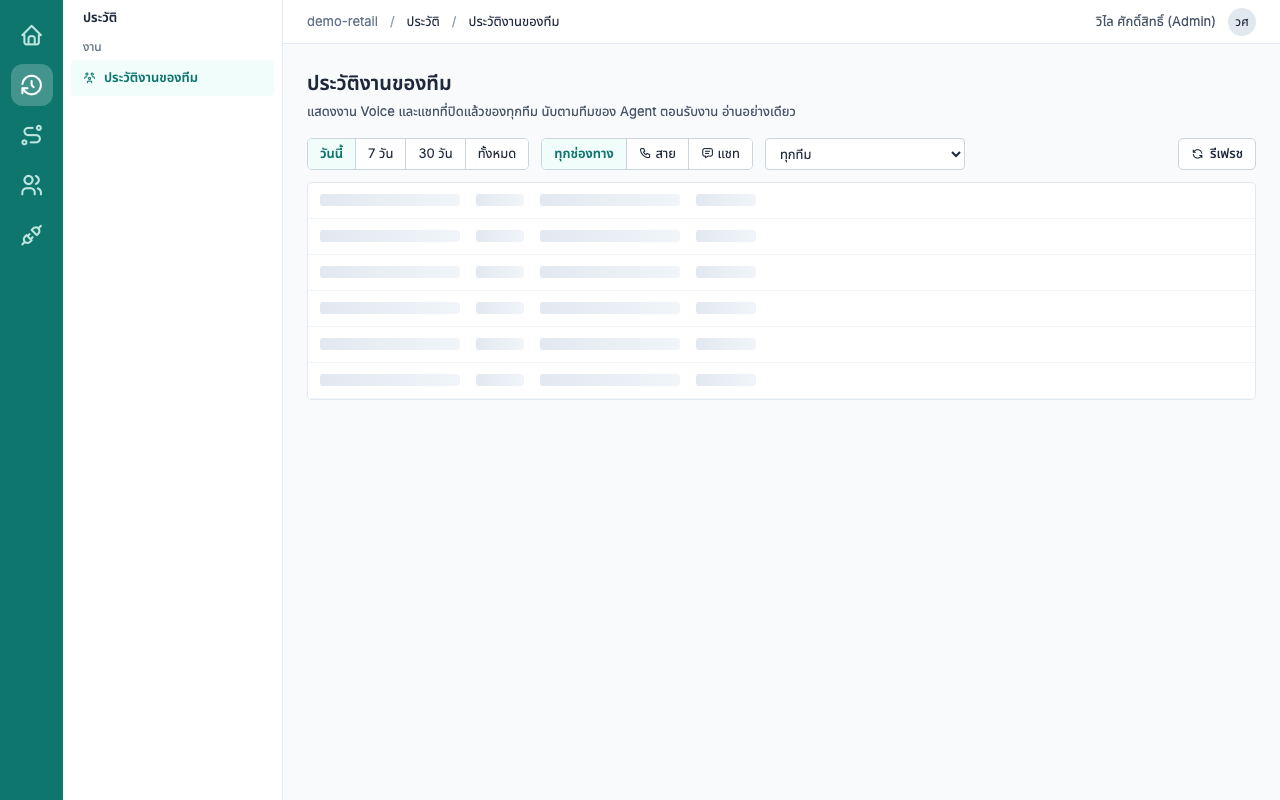 ประวัติ
งาน
ประวัติงานของทีม
demo-retail / ประวัติ / ประวัติงานของทีม
วิไล ศักดิ์สิทธิ์ (Admin) วศ
ประวัติงานของทีม
แสดงงาน Voice และแชทที่ปิดแล้วของทุกทีม นับตามทีมของ Agent ตอนรับงาน อ่านอย่างเดียว
วันนี้ 7 วัน 30 วัน ทั้งหมด ทุกช่องทาง สาย แชท ทุกทีม รีเฟรช